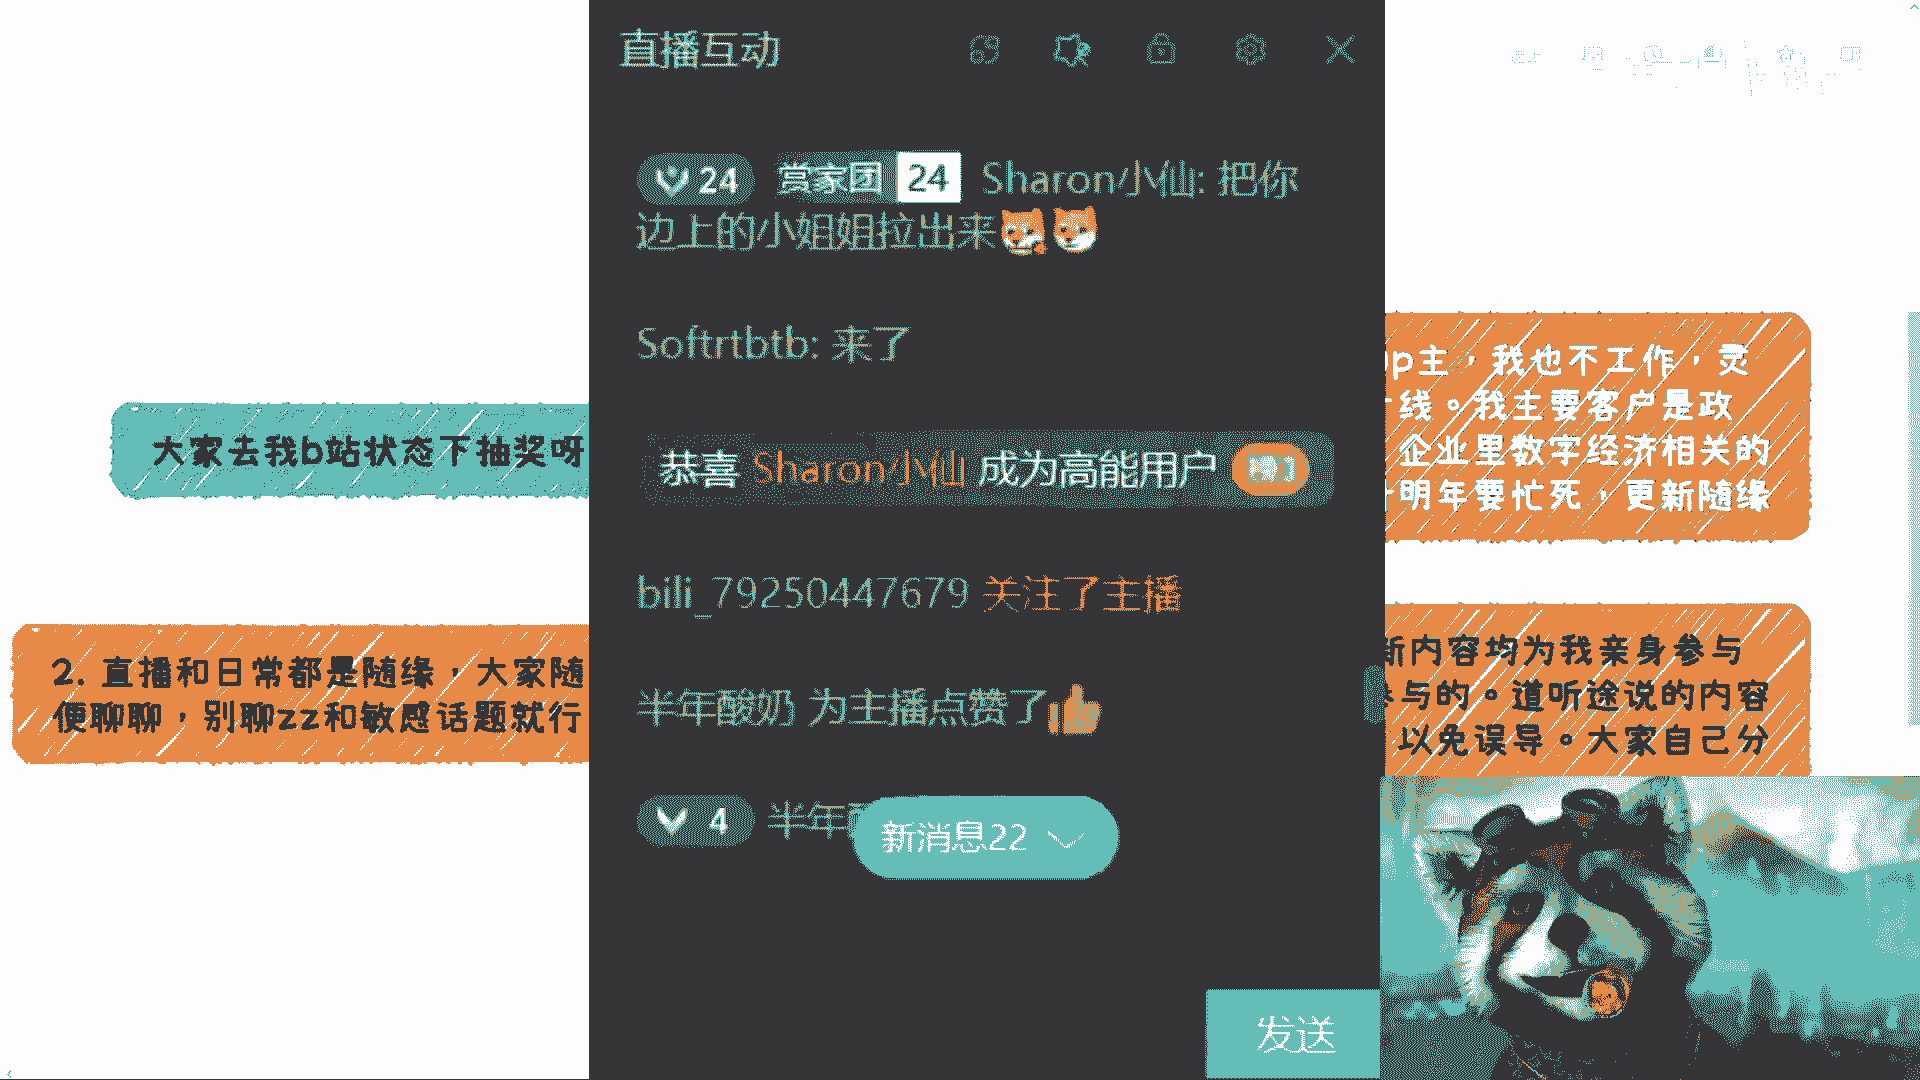 直播互动
24 赏家团 24 Sharon小仙: 把你
边上的小姐姐拉出来
Softrtbtb: 来了
恭喜 Sharon小仙 成为高能用户
bili_79250447679 关注了主播
半年酸奶 为主播点赞了
4 半年
新消息22
发送
大家去我b站状态下抽奖呀
2. 直播和日常都是随缘，大家随
便聊聊，别聊zz和敏感话题就行
up主，我也不工作，灵
线。我主要客户是政
企业里数字经济相关的
明年要忙死，更新随缘
新内容均为我亲身参与
参与的。道听途说的内容
以免误导。大家自己分